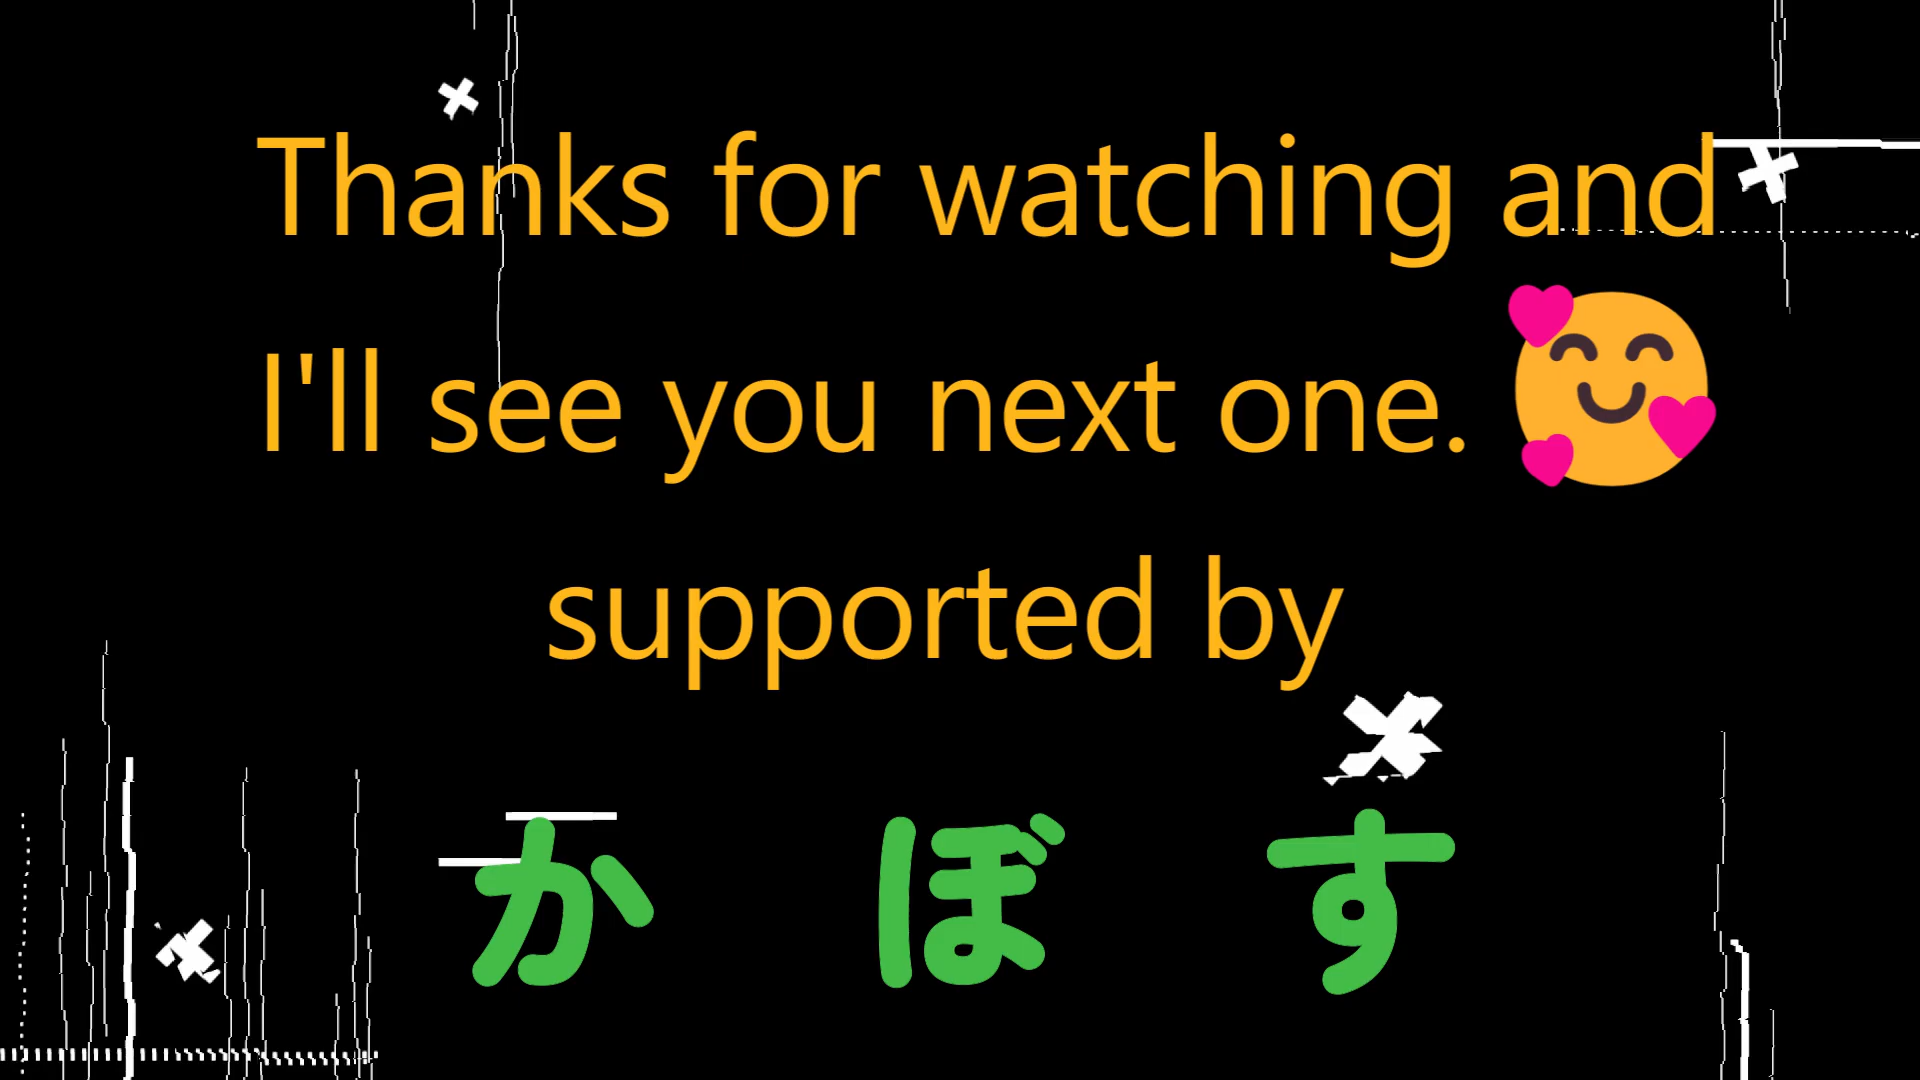 Thanks for watching and
I'll see you next one. 🥰
supported by
かぼす